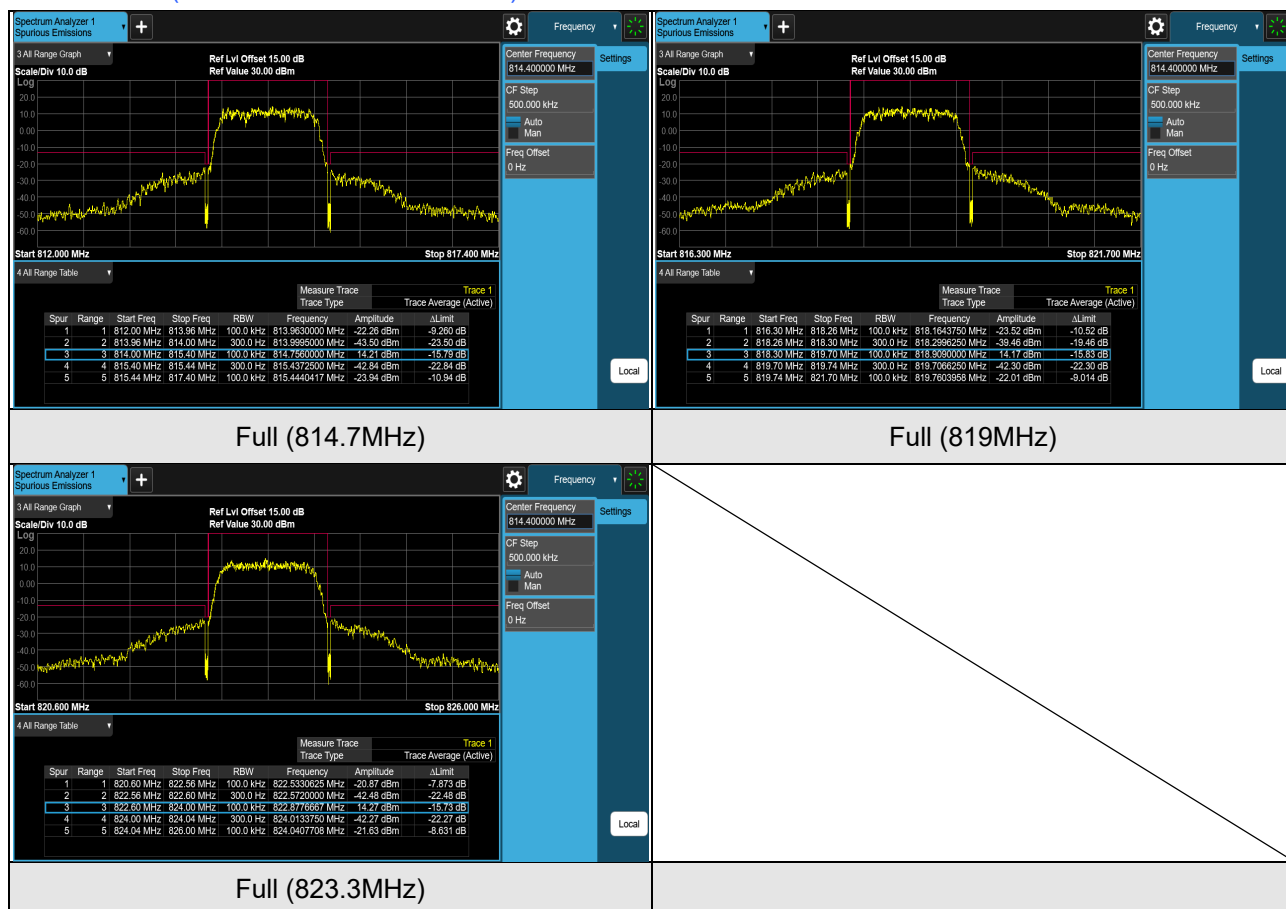 Spectrum Analyzer 1
Spurious Emissions
+
Frequency
3 All Range Graph
Scale/Div 10.0 dB
Ref Lvl Offset 15.00 dB
Ref Value 30.00 dBm
Log
20.0
10.0
0.00
-10.0
-20.0
-30.0
-40.0
-50.0
-60.0
Start 812.000 MHz
Stop 817.400 MHz
Center Frequency
814.400000 MHz
Settings
CF Step
500.000 kHz
Auto
Man
Freq Offset
0 Hz
4 All Range Table
Measure Trace Trace 1
Trace Type Trace Average (Active)
Spur Range Start Freq Stop Freq RBW Frequency Amplitude ΔLimit
1 1 812.00 MHz 813.96 MHz 100.0 kHz 813.9630000 MHz -22.26 dBm -9.260 dB
2 2 813.96 MHz 814.00 MHz 300.0 Hz 813.9995000 MHz -43.50 dBm -23.50 dB
3 3 814.00 MHz 815.40 MHz 100.0 kHz 814.7560000 MHz 14.21 dBm -15.79 dB
4 4 815.40 MHz 815.44 MHz 300.0 Hz 815.4372500 MHz -42.84 dBm -22.84 dB
5 5 815.44 MHz 817.40 MHz 100.0 kHz 815.4440417 MHz -23.94 dBm -10.94 dB
Local
Full (814.7MHz)
Spectrum Analyzer 1
Spurious Emissions
+
Frequency
3 All Range Graph
Scale/Div 10.0 dB
Ref Lvl Offset 15.00 dB
Ref Value 30.00 dBm
Log
20.0
10.0
0.00
-10.0
-20.0
-30.0
-40.0
-50.0
-60.0
Start 816.300 MHz
Stop 821.700 MHz
Center Frequency
814.400000 MHz
Settings
CF Step
500.000 kHz
Auto
Man
Freq Offset
0 Hz
4 All Range Table
Measure Trace Trace 1
Trace Type Trace Average (Active)
Spur Range Start Freq Stop Freq RBW Frequency Amplitude ΔLimit
1 1 816.30 MHz 818.26 MHz 100.0 kHz 818.1643750 MHz -23.52 dBm -10.52 dB
2 2 818.26 MHz 818.30 MHz 300.0 Hz 818.2996250 MHz -39.46 dBm -19.46 dB
3 3 818.30 MHz 819.70 MHz 100.0 kHz 818.9090000 MHz 14.17 dBm -15.83 dB
4 4 819.70 MHz 819.74 MHz 300.0 Hz 819.7066250 MHz -42.30 dBm -22.30 dB
5 5 819.74 MHz 821.70 MHz 100.0 kHz 819.7603958 MHz -22.01 dBm -9.014 dB
Local
Full (819MHz)
Spectrum Analyzer 1
Spurious Emissions
+
Frequency
3 All Range Graph
Scale/Div 10.0 dB
Ref Lvl Offset 15.00 dB
Ref Value 30.00 dBm
Log
20.0
10.0
0.00
-10.0
-20.0
-30.0
-40.0
-50.0
-60.0
Start 820.600 MHz
Stop 826.000 MHz
Center Frequency
814.400000 MHz
Settings
CF Step
500.000 kHz
Auto
Man
Freq Offset
0 Hz
4 All Range Table
Measure Trace Trace 1
Trace Type Trace Average (Active)
Spur Range Start Freq Stop Freq RBW Frequency Amplitude ΔLimit
1 1 820.60 MHz 822.56 MHz 100.0 kHz 822.5330625 MHz -20.87 dBm -7.873 dB
2 2 822.56 MHz 822.60 MHz 300.0 Hz 822.5720000 MHz -42.48 dBm -22.48 dB
3 3 822.60 MHz 824.00 MHz 100.0 kHz 822.8776667 MHz 14.27 dBm -15.73 dB
4 4 824.00 MHz 824.04 MHz 300.0 Hz 824.0133750 MHz -42.27 dBm -22.27 dB
5 5 824.04 MHz 826.00 MHz 100.0 kHz 824.0407708 MHz -21.63 dBm -8.631 dB
Local
Full (823.3MHz)